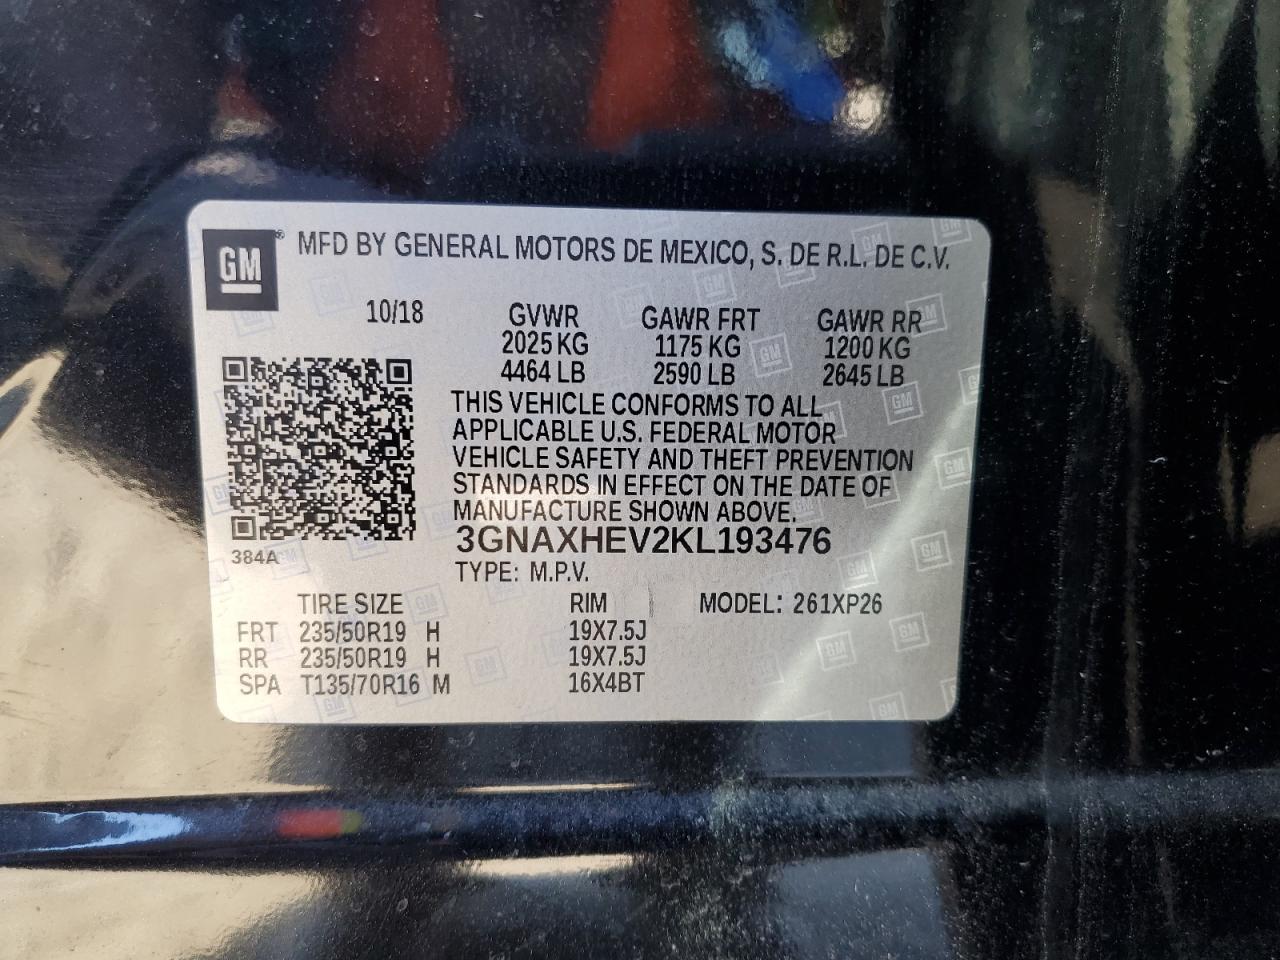 GM® MFD BY GENERAL MOTORS DE MEXICO, S. DE R.L. DE C.V.
10/18 GVWR GAWR FRT GAWR RR
2025 KG 1175 KG 1200 KG
4464 LB 2590 LB 2645 LB
THIS VEHICLE CONFORMS TO ALL
APPLICABLE U.S. FEDERAL MOTOR
VEHICLE SAFETY AND THEFT PREVENTION
STANDARDS IN EFFECT ON THE DATE OF
MANUFACTURE SHOWN ABOVE.
3GNAXHEV2KL193476
384A
TYPE: M.P.V.
TIRE SIZE RIM MODEL: 261XP26
FRT 235/50R19 H 19X7.5J
RR 235/50R19 H 19X7.5J
SPA T135/70R16 M 16X4BT